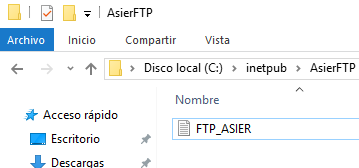 AsierFTP
Archivo Inicio Compartir Vista
Disco local (C:) > inetpub > AsierFTP
Nombre
Acceso rápido
FTP_ASIER
Escritorio
Descargas